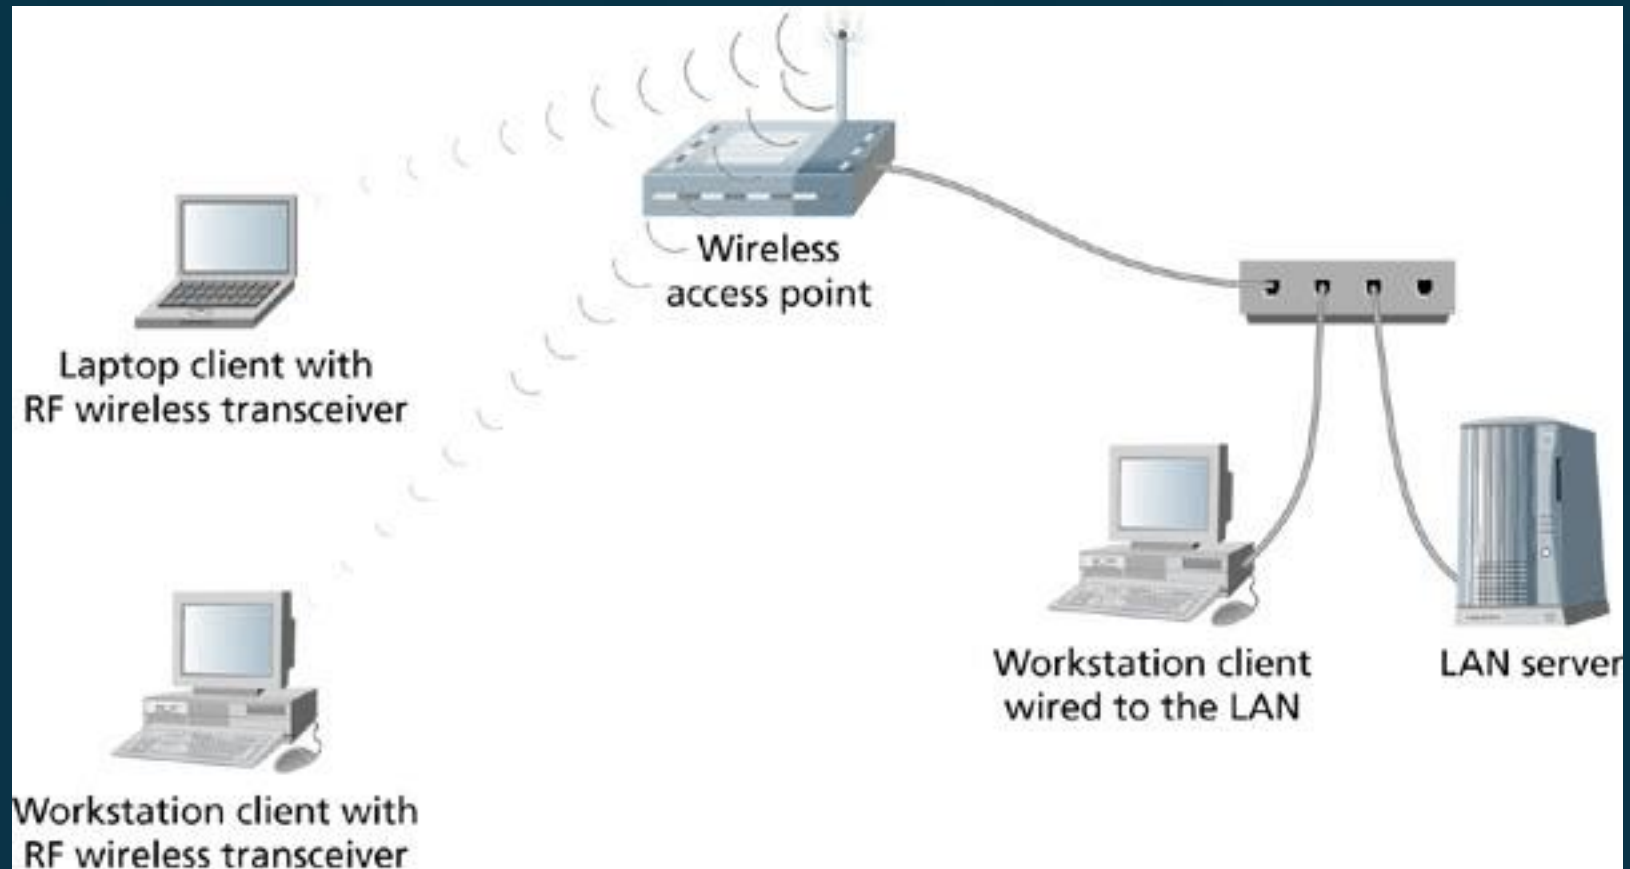 Wireless
access point
Laptop client with
RF wireless transceiver
Workstation client
wired to the LAN
LAN server
Workstation client with
RF wireless transceiver